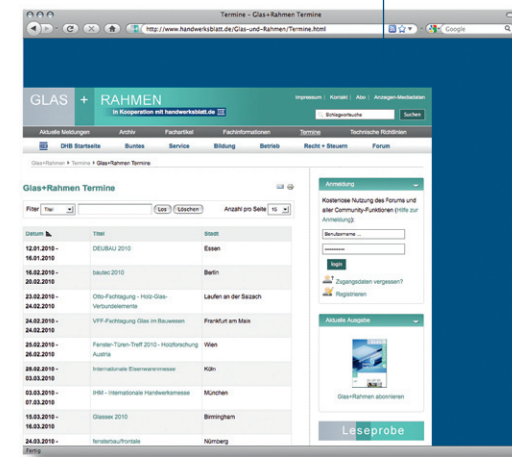 Termine - Glas+Rahmen Termine
http://www.handwerksblatt.de/Glas-und-Rahmen/Termine.html
Google
GLAS + RAHMEN
In Kooperation mit handwerksblatt.de
Impressum | Kontakt | Abo | Anzeigen-Mediadaten
Schlagwortsuche Suchen
Aktuelle Meldungen Archiv Fachartikel Fachinformationen Termine Technische Richtlinien
DHB Startseite Buntes Service Bildung Betrieb Recht + Steuern Forum
Glas+Rahmen Termine Glas+Rahmen Termine
Glas+Rahmen Termine
Filter Titel Los Löschen Anzahl pro Seite 15
Datum Titel Stadt
12.01.2010 - DEUBAU 2010 Essen
16.01.2010
16.02.2010 - bautec 2010 Berlin
20.02.2010
23.02.2010 - Otto-Fachtagung - Holz-Glas- Laufen an der Salzach
24.02.2010 Verbundelemente
24.02.2010 - VFF-Fachtagung Glas im Bauwesen Frankfurt am Main
24.02.2010
25.02.2010 - Fenster-Türen-Treff 2010 - Holzforschung Wien
26.02.2010 Austria
28.02.2010 - Internationale Eisenwarenmesse Köln
03.03.2010
03.03.2010 - IHM - Internationale Handwerksmesse München
07.03.2010
15.03.2010 - Glassex 2010 Birmingham
16.03.2010
24.03.2010 - fensterbau/frontale Nürnberg
Anmeldung
Kostenlose Nutzung des Forums und
aller Community-Funktionen (Hilfe zur
Anmeldung):
Benutzername ...
login
Zugangsdaten vergessen?
Registrieren
Aktuelle Ausgabe
Glas+Rahmen abonnieren
Leseprobe
Fertig